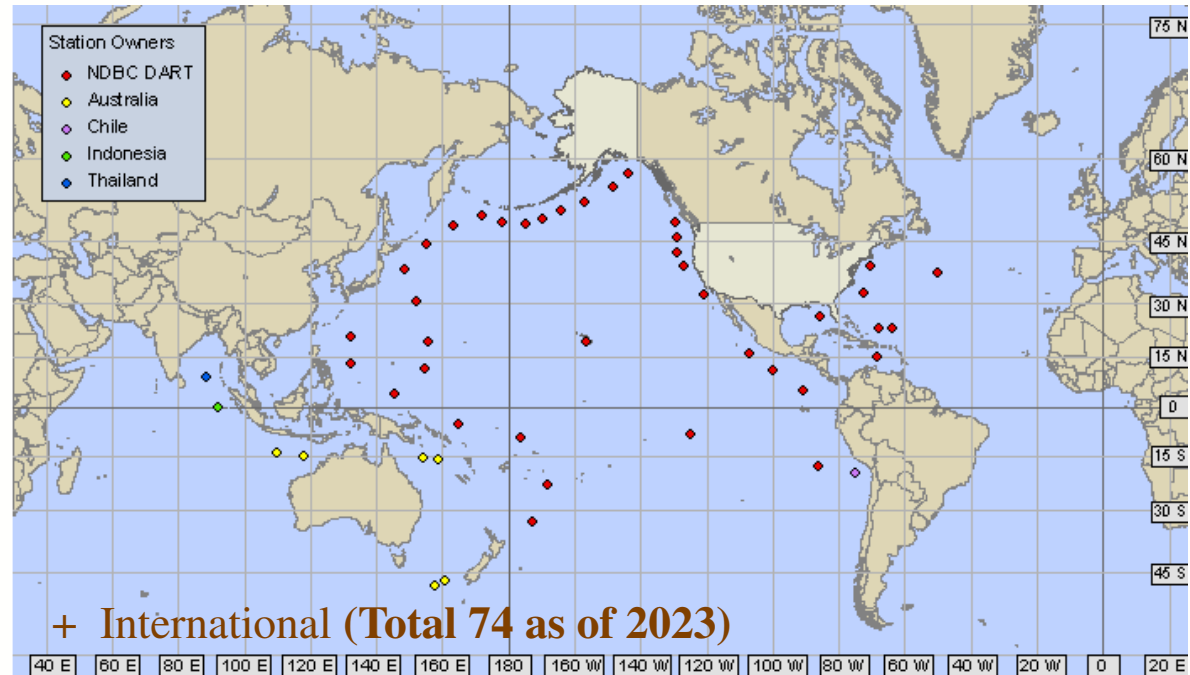 Station Owners
NDBC DART
Australia
Chile
Indonesia
Thailand
75 N
60 N
45 N
30 N
15 N
0
15 S
30 S
45 S
+ International (Total 74 as of 2023)
40 E 60 E 80 E 100 E 120 E 140 E 160 E 180 160 W 140 W 120 W 100 W 80 W 60 W 40 W 20 W 0 20 E